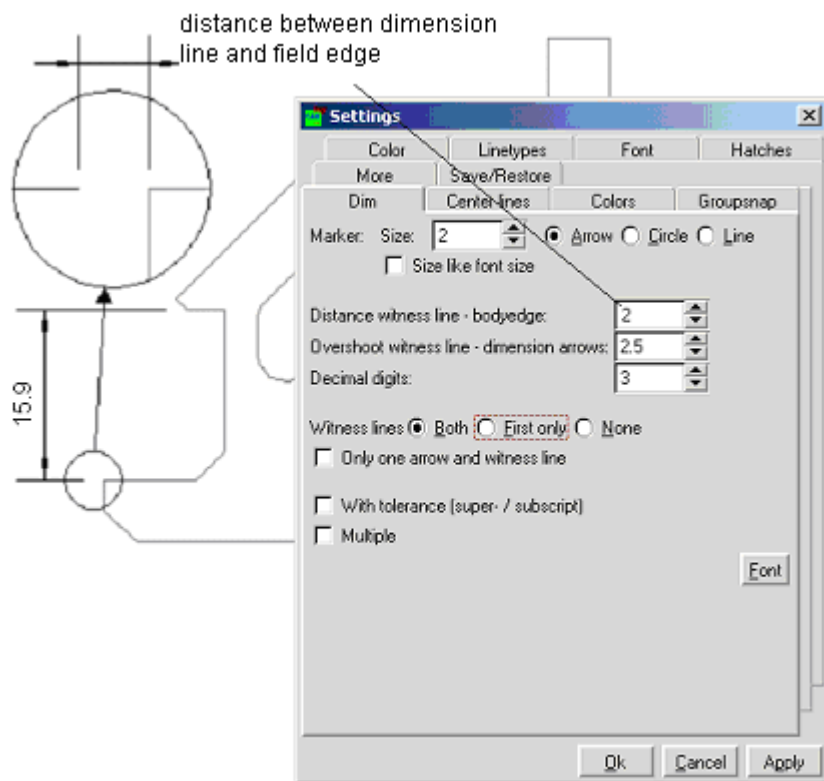 distance between dimension
line and field edge
15.9
Settings
Color Linetypes Font Hatches
More Save/Restore
Dim Center-lines Colors Groupsnap
Marker: Size: 2 Arrow Circle Line
Size like font size
Distance witness line - bodyedge: 2
Overshoot witness line - dimension arrows: 2.5
Decimal digits: 3
Witness lines Both First only None
Only one arrow and witness line
With tolerance (super- / subscript)
Multiple
Font
Ok Cancel Apply